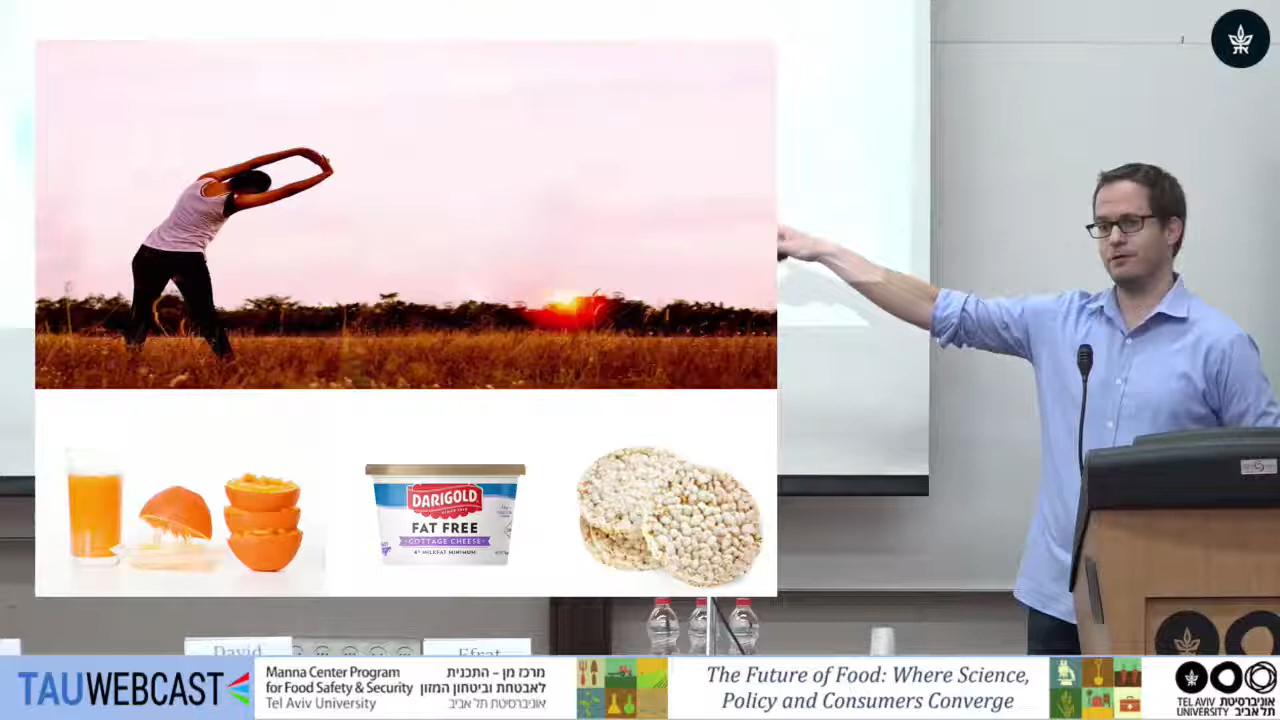 DARIGOLD
FAT FREE
COTTAGE CHEESE
David
Efrat
TAUWEBCAST
Manna Center Program
for Food Safety & Security
Tel Aviv University
מרכז מן – התכנית
לאבטחת וביטחון המזון
אוניברסיטת תל אביב
The Future of Food: Where Science,
Policy and Consumers Converge
TEL AVIV אוניברסיטת
UNIVERSITY תל אביב